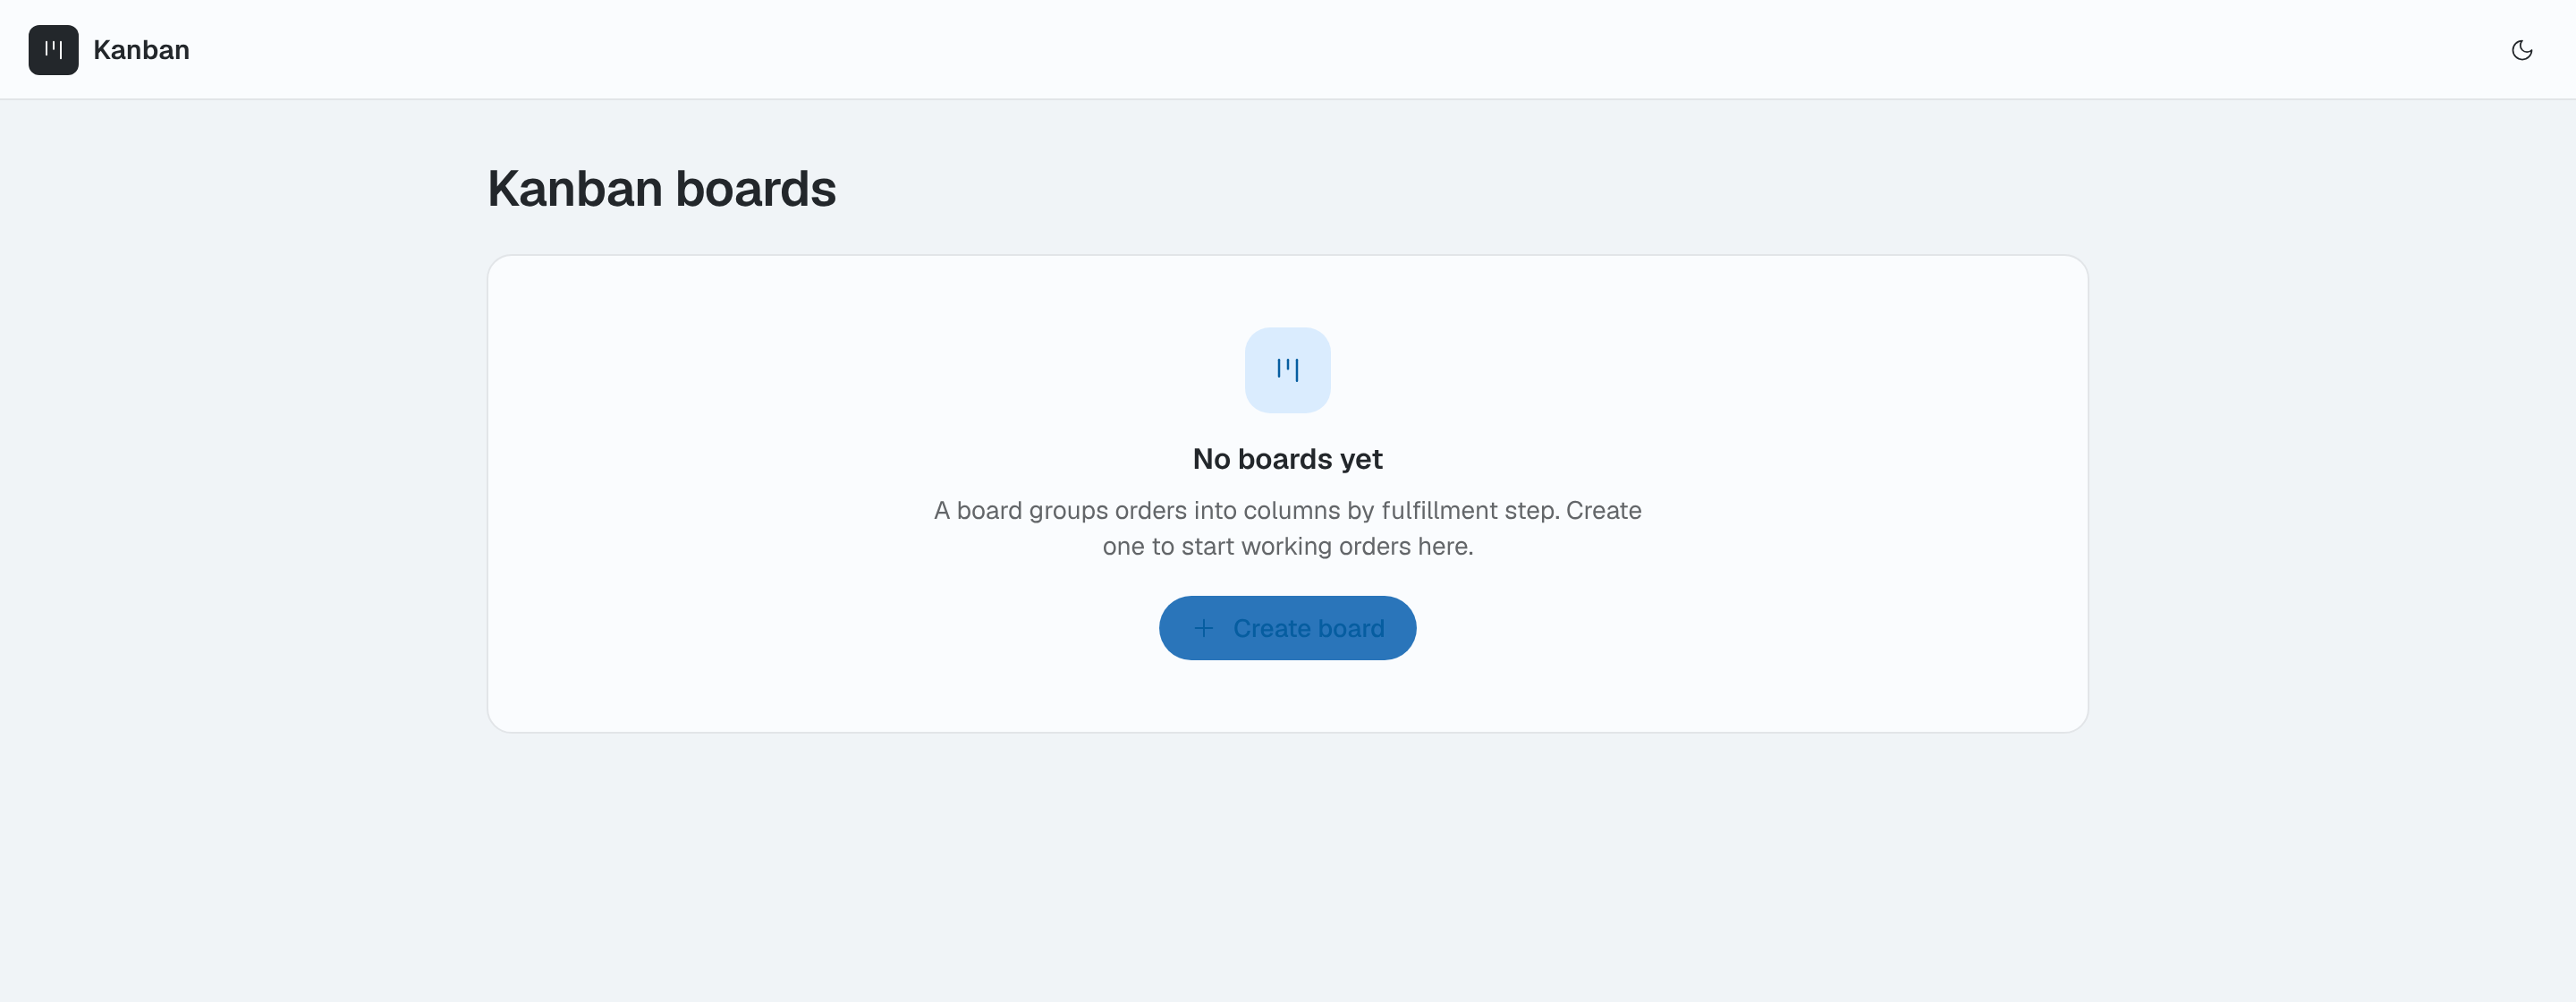 Kanban
Kanban boards
No boards yet
A board groups orders into columns by fulfillment step. Create
one to start working orders here.
Create board